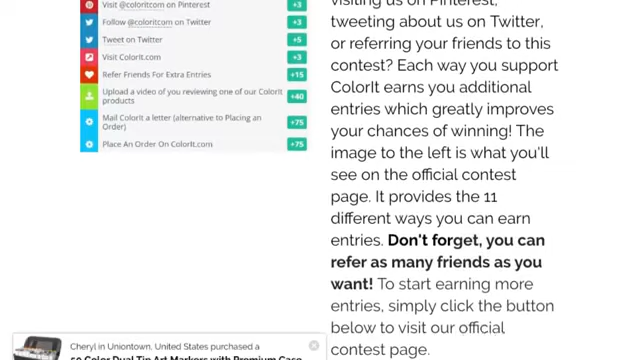 Visit @coloritcom on Pinterest
+3
Follow @coloritcom on Twitter
+3
Tweet on Twitter
+5
Visit ColorIt.com
+3
Refer Friends For Extra Entries
+15
Upload a video of you reviewing one of our ColorIt
products
+40
Mail ColorIt a letter (alternative to Placing an
Order)
+75
Place An Order On ColorIt.com
+75
visiting us on Pinterest,
tweeting about us on Twitter,
or referring your friends to this
contest? Each way you support
ColorIt earns you additional
entries which greatly improves
your chances of winning! The
image to the left is what you'll
see on the official contest
page. It provides the 11
different ways you can earn
entries. Don't forget, you can
refer as many friends as you
want! To start earning more
entries, simply click the button
below to visit our official
contest page.
Cheryl in Uniontown, United States purchased a
50 Color Dual Tip Art Markers with Premium Case